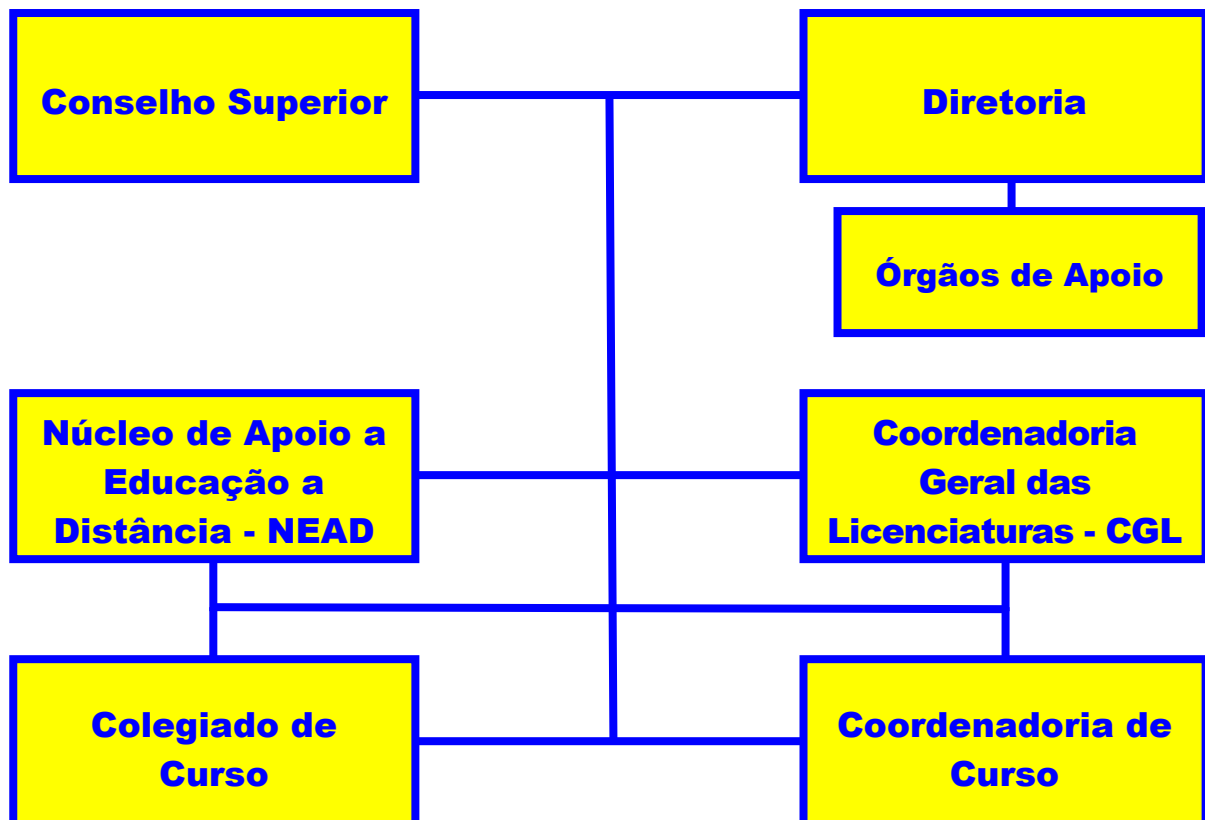 Conselho Superior
Diretoria
Órgãos de Apoio
Núcleo de Apoio a
Educação a
Distância - NEAD
Coordenadoria
Geral das
Licenciaturas - CGL
Colegiado de
Curso
Coordenadoria de
Curso